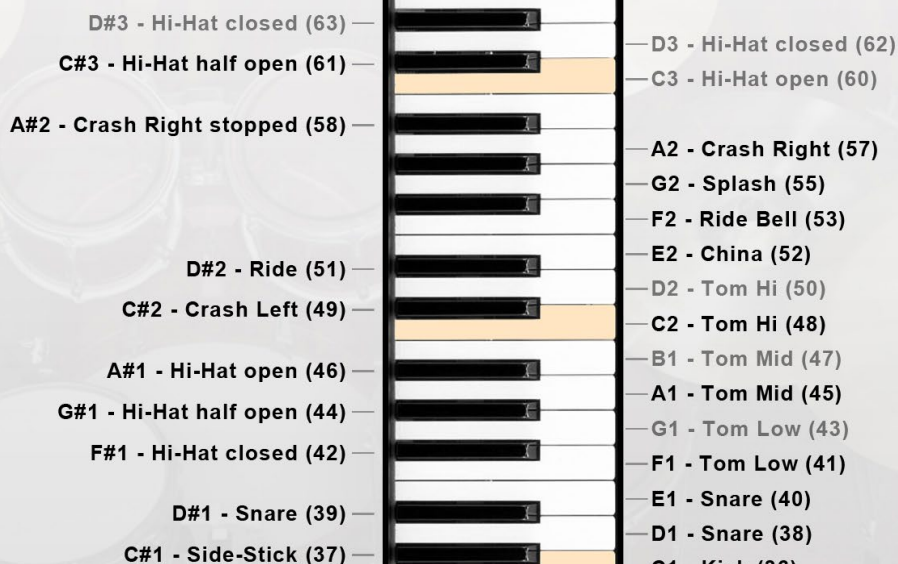 D#3 - Hi-Hat closed (63)
C#3 - Hi-Hat half open (61)
A#2 - Crash Right stopped (58)
D#2 - Ride (51)
C#2 - Crash Left (49)
A#1 - Hi-Hat open (46)
G#1 - Hi-Hat half open (44)
F#1 - Hi-Hat closed (42)
D#1 - Snare (39)
C#1 - Side-Stick (37)
D3 - Hi-Hat closed (62)
C3 - Hi-Hat open (60)
A2 - Crash Right (57)
G2 - Splash (55)
F2 - Ride Bell (53)
E2 - China (52)
D2 - Tom Hi (50)
C2 - Tom Hi (48)
B1 - Tom Mid (47)
A1 - Tom Mid (45)
G1 - Tom Low (43)
F1 - Tom Low (41)
E1 - Snare (40)
D1 - Snare (38)